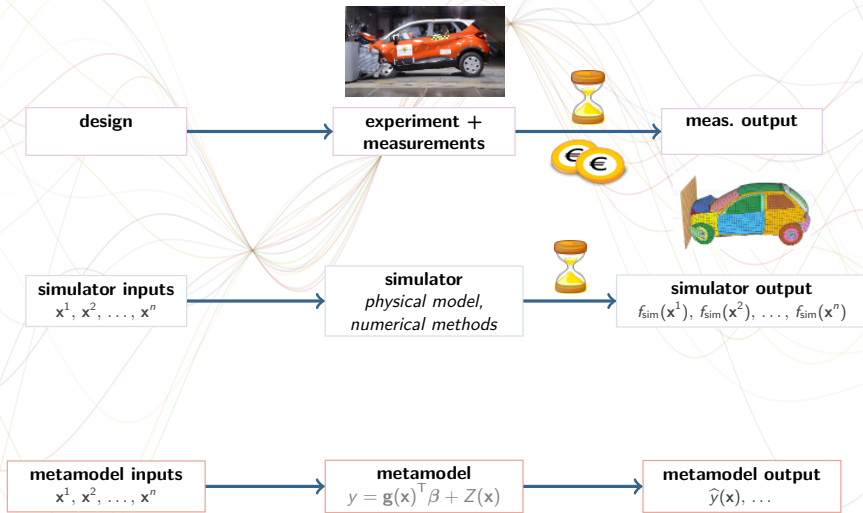 design
experiment +
measurements
meas. output
€
€
simulator inputs
x¹, x², …, xⁿ
simulator
physical model,
numerical methods
simulator output
f_sim(x¹), f_sim(x²), …, f_sim(xⁿ)
metamodel inputs
x¹, x², …, xⁿ
metamodel
y = g(x)ᵀβ + Z(x)
metamodel output
ŷ(x), …